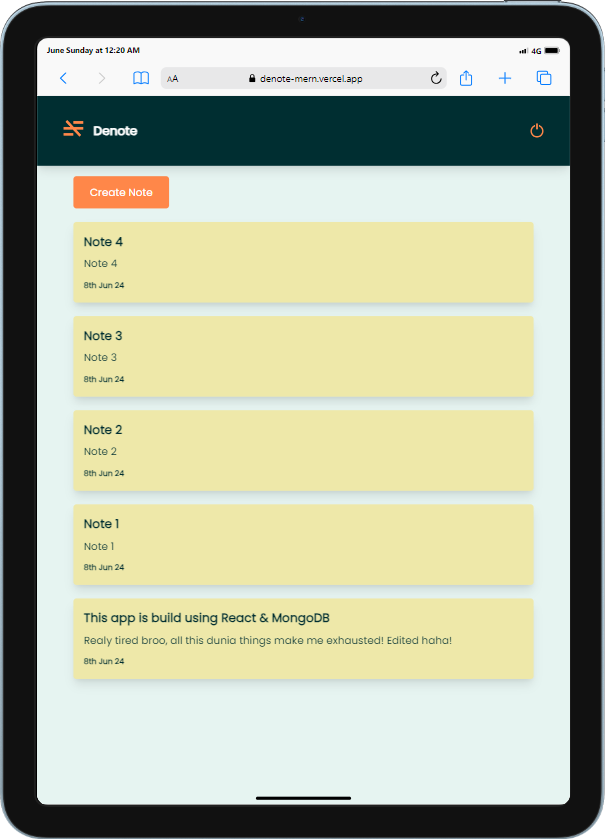 June Sunday at 12:20 AM
4G
AA
denote-mern.vercel.app
Denote
Create Note
Note 4
Note 4
8th Jun 24
Note 3
Note 3
8th Jun 24
Note 2
Note 2
8th Jun 24
Note 1
Note 1
8th Jun 24
This app is build using React & MongoDB
Realy tired broo, all this dunia things make me exhausted! Edited haha!
8th Jun 24